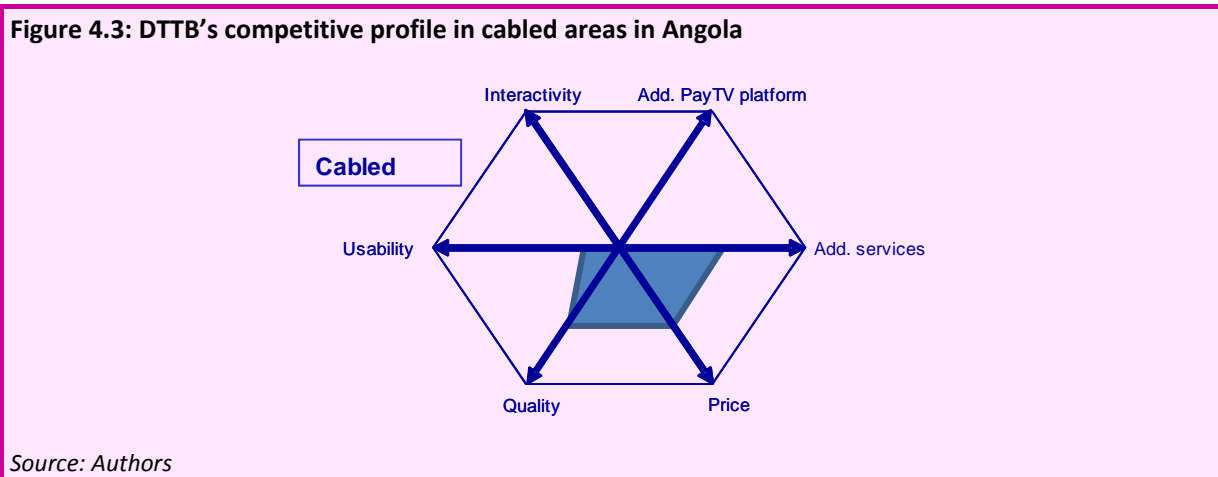 Figure 4.3: DTTB’s competitive profile in cabled areas in Angola
Interactivity
Add. PayTV platform
Cabled
Usability
Add. services
Quality
Price
Source: Authors